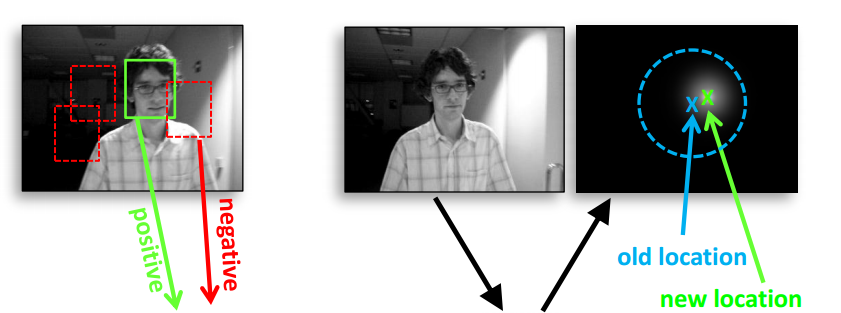 positive
negative
X
X
old location
new location